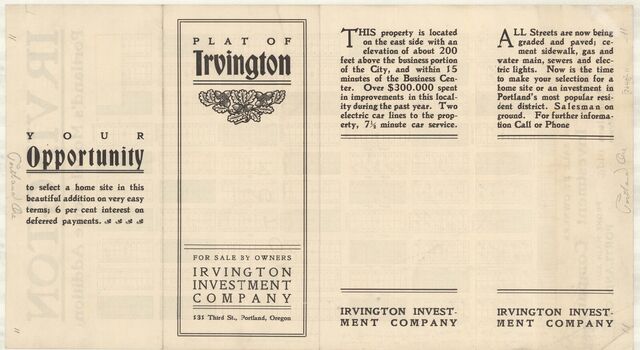 YOUR
Opportunity
to select a home site in this
beautiful addition on very easy
terms; 6 per cent interest on
deferred payments.
PLAT OF
Irvington
FOR SALE BY OWNERS
IRVINGTON
INVESTMENT
COMPANY
131 Third St., Portland, Oregon
THIS property is located
on the east side with an
elevation of about 200
feet above the business portion
of the City, and within 15
minutes of the Business Cen-
ter. Over $300.000 spent
in improvements in this local-
ity during the past year. Two
electric car lines to the prop-
erty, 7½ minute car service.
IRVINGTON INVEST-
MENT COMPANY
ALL Streets are now being
graded and paved; ce-
ment sidewalk, gas and
water main, sewers and elec-
tric lights. Now is the time
to make your selection for a
home site or an investment in
Portland's most popular resi-
dent district. Salesman on
ground. For further informa-
tion Call or Phone
IRVINGTON INVEST-
MENT COMPANY